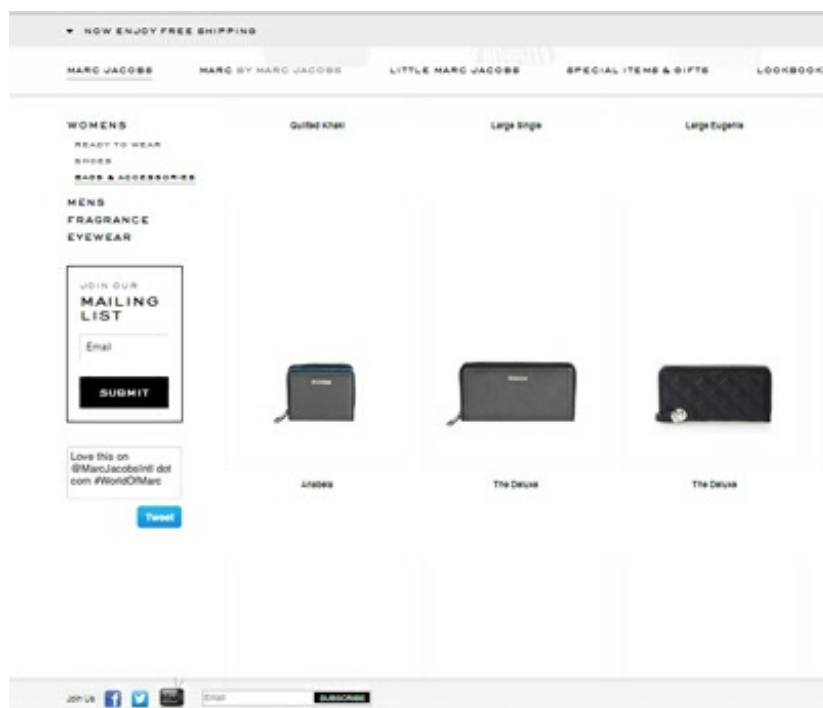 NOW ENJOY FREE SHIPPING
MARC JACOBS
MARC BY MARC JACOBS
LITTLE MARC JACOBS
SPECIAL ITEMS & GIFTS
LOOKBOOK
WOMENS
READY TO WEAR
SHOES
BAGS & ACCESSORIES
MENS
FRAGRANCE
EYEWEAR
JOIN OUR
MAILING
LIST
Email
SUBMIT
Love this on
@MarcJacobsIntl dot
com #WorldOfMarc
Tweet
Quilted Khaki
Large Single
Large Eugenie
Anabela
The Deluxe
The Deluxe
Join Us
Email
SUBSCRIBE